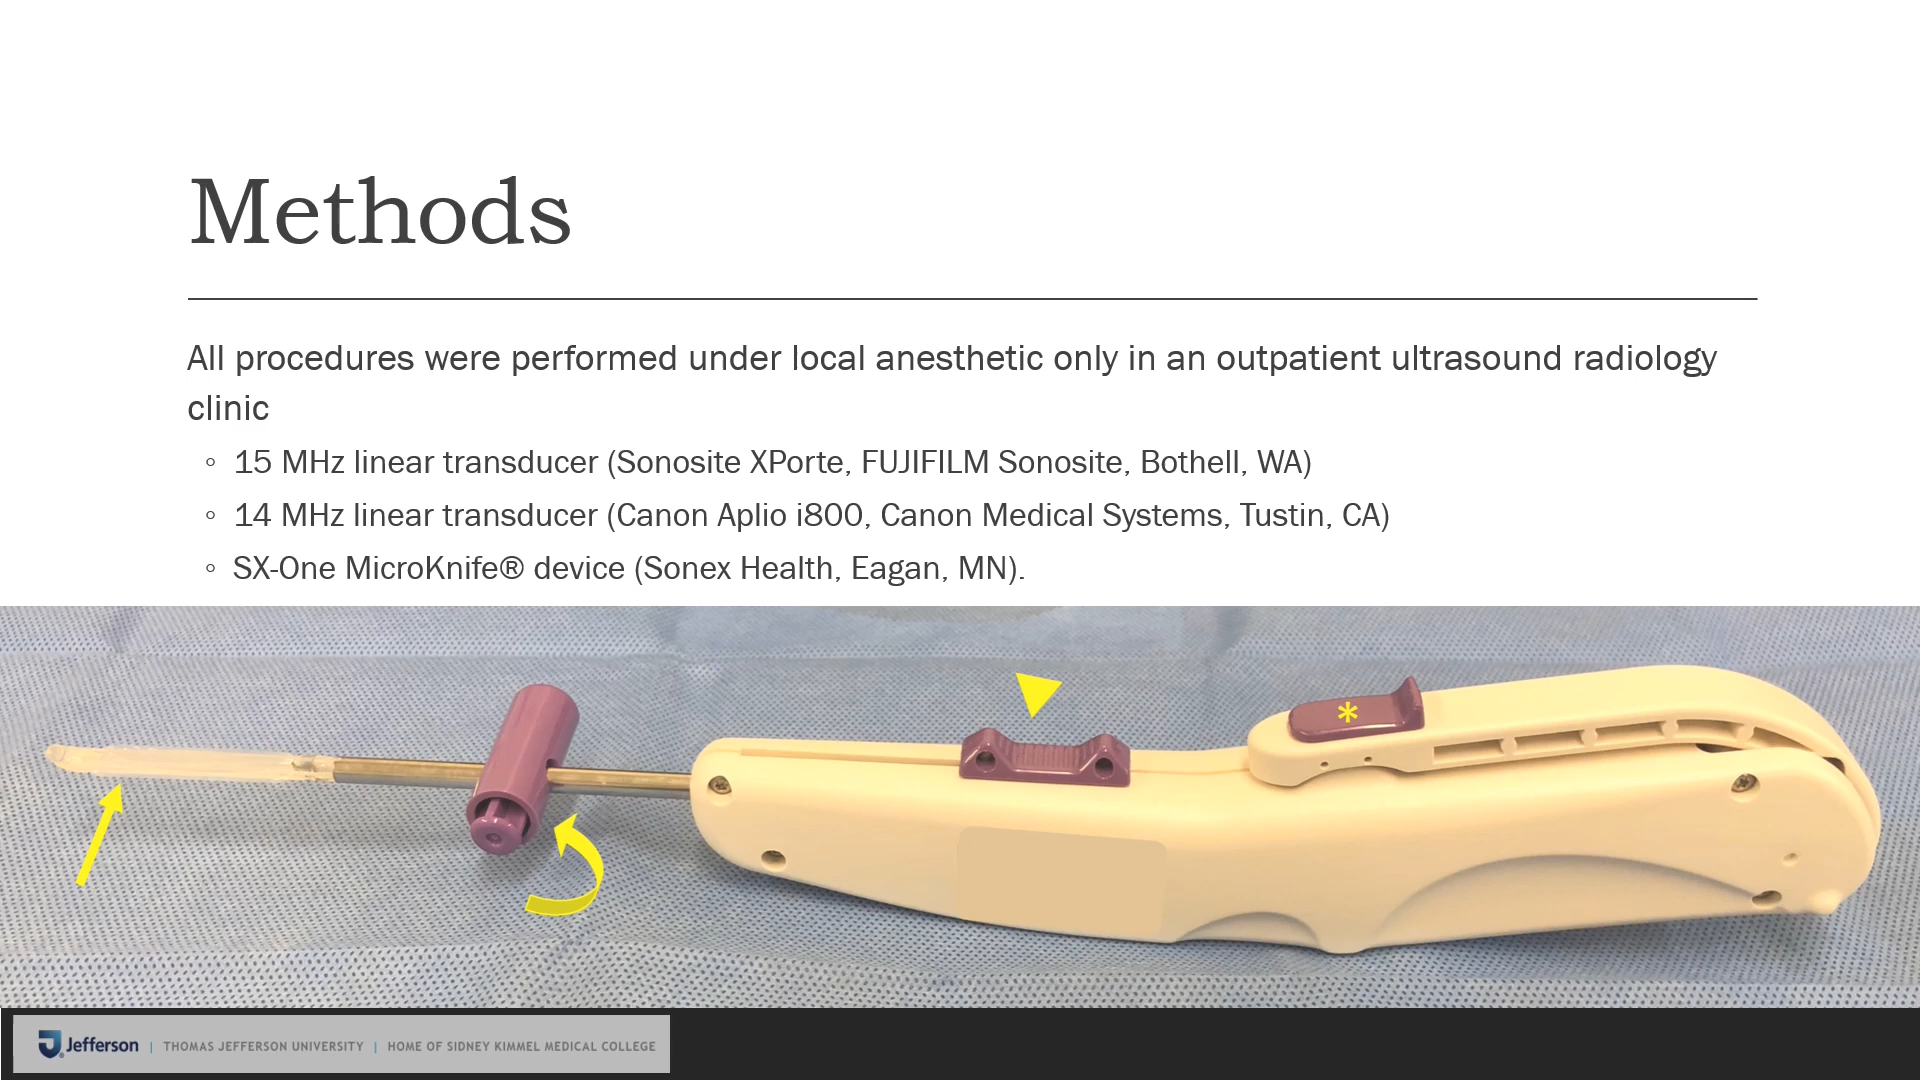 Methods
All procedures were performed under local anesthetic only in an outpatient ultrasound radiology
clinic
◦ 15 MHz linear transducer (Sonosite XPorte, FUJIFILM Sonosite, Bothell, WA)
◦ 14 MHz linear transducer (Canon Aplio i800, Canon Medical Systems, Tustin, CA)
◦ SX-One MicroKnife® device (Sonex Health, Eagan, MN).
*
Jefferson | THOMAS JEFFERSON UNIVERSITY | HOME OF SIDNEY KIMMEL MEDICAL COLLEGE